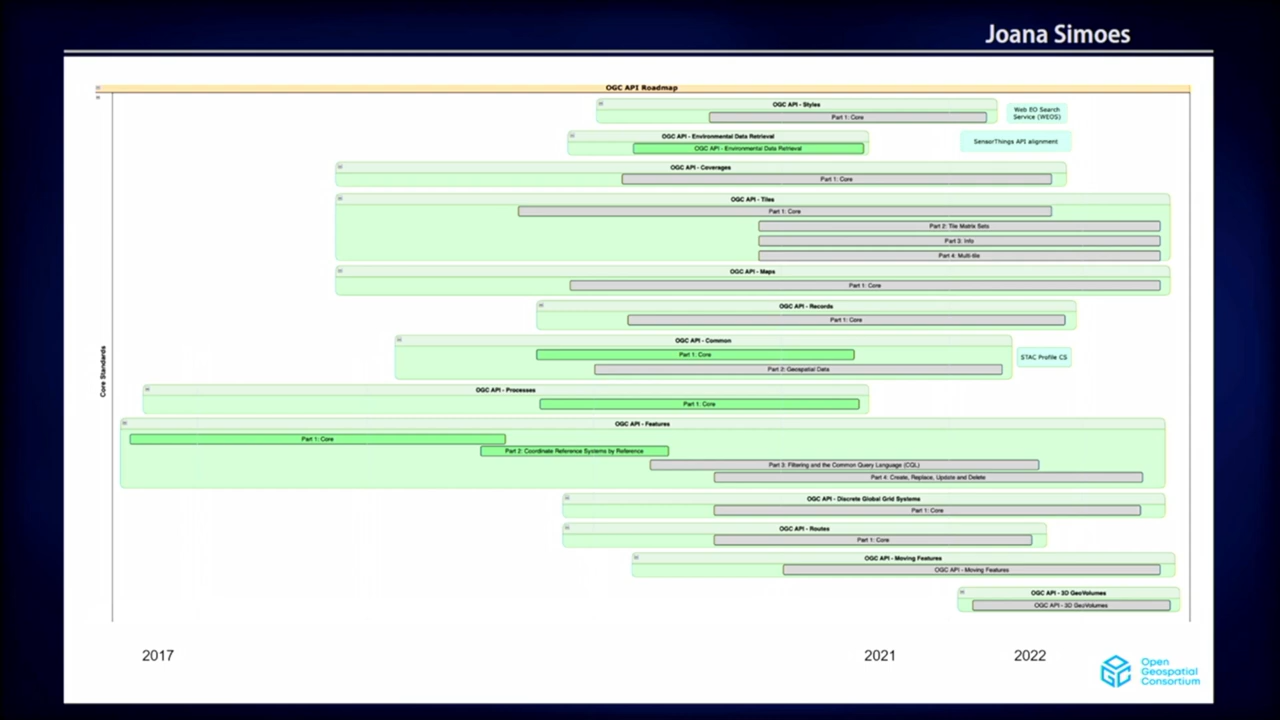 Joana Simoes
OGC API Roadmap
OGC API - Styles
Part 1: Core
Web EO Search
Service (WEOS)
OGC API - Environmental Data Retrieval
OGC API - Environmental Data Retrieval
SensorThings API alignment
OGC API - Coverages
Part 1: Core
OGC API - Tiles
Part 1: Core
Part 2: Tile Matrix Sets
Part 3: Info
Part 4: Multi-tile
OGC API - Maps
Part 1: Core
OGC API - Records
Part 1: Core
OGC API - Common
Part 1: Core
Part 2: Geospatial Data
STAC Profile CS
Core Standards
OGC API - Processes
Part 1: Core
OGC API - Features
Part 1: Core
Part 2: Coordinate Reference Systems by Reference
Part 3: Filtering and the Common Query Language (CQL)
Part 4: Create, Replace, Update and Delete
OGC API - Discrete Global Grid Systems
Part 1: Core
OGC API - Routes
Part 1: Core
OGC API - Moving Features
OGC API - Moving Features
OGC API - 3D GeoVolumes
OGC API - 3D GeoVolumes
2017
2021
2022
Open
Geospatial
Consortium